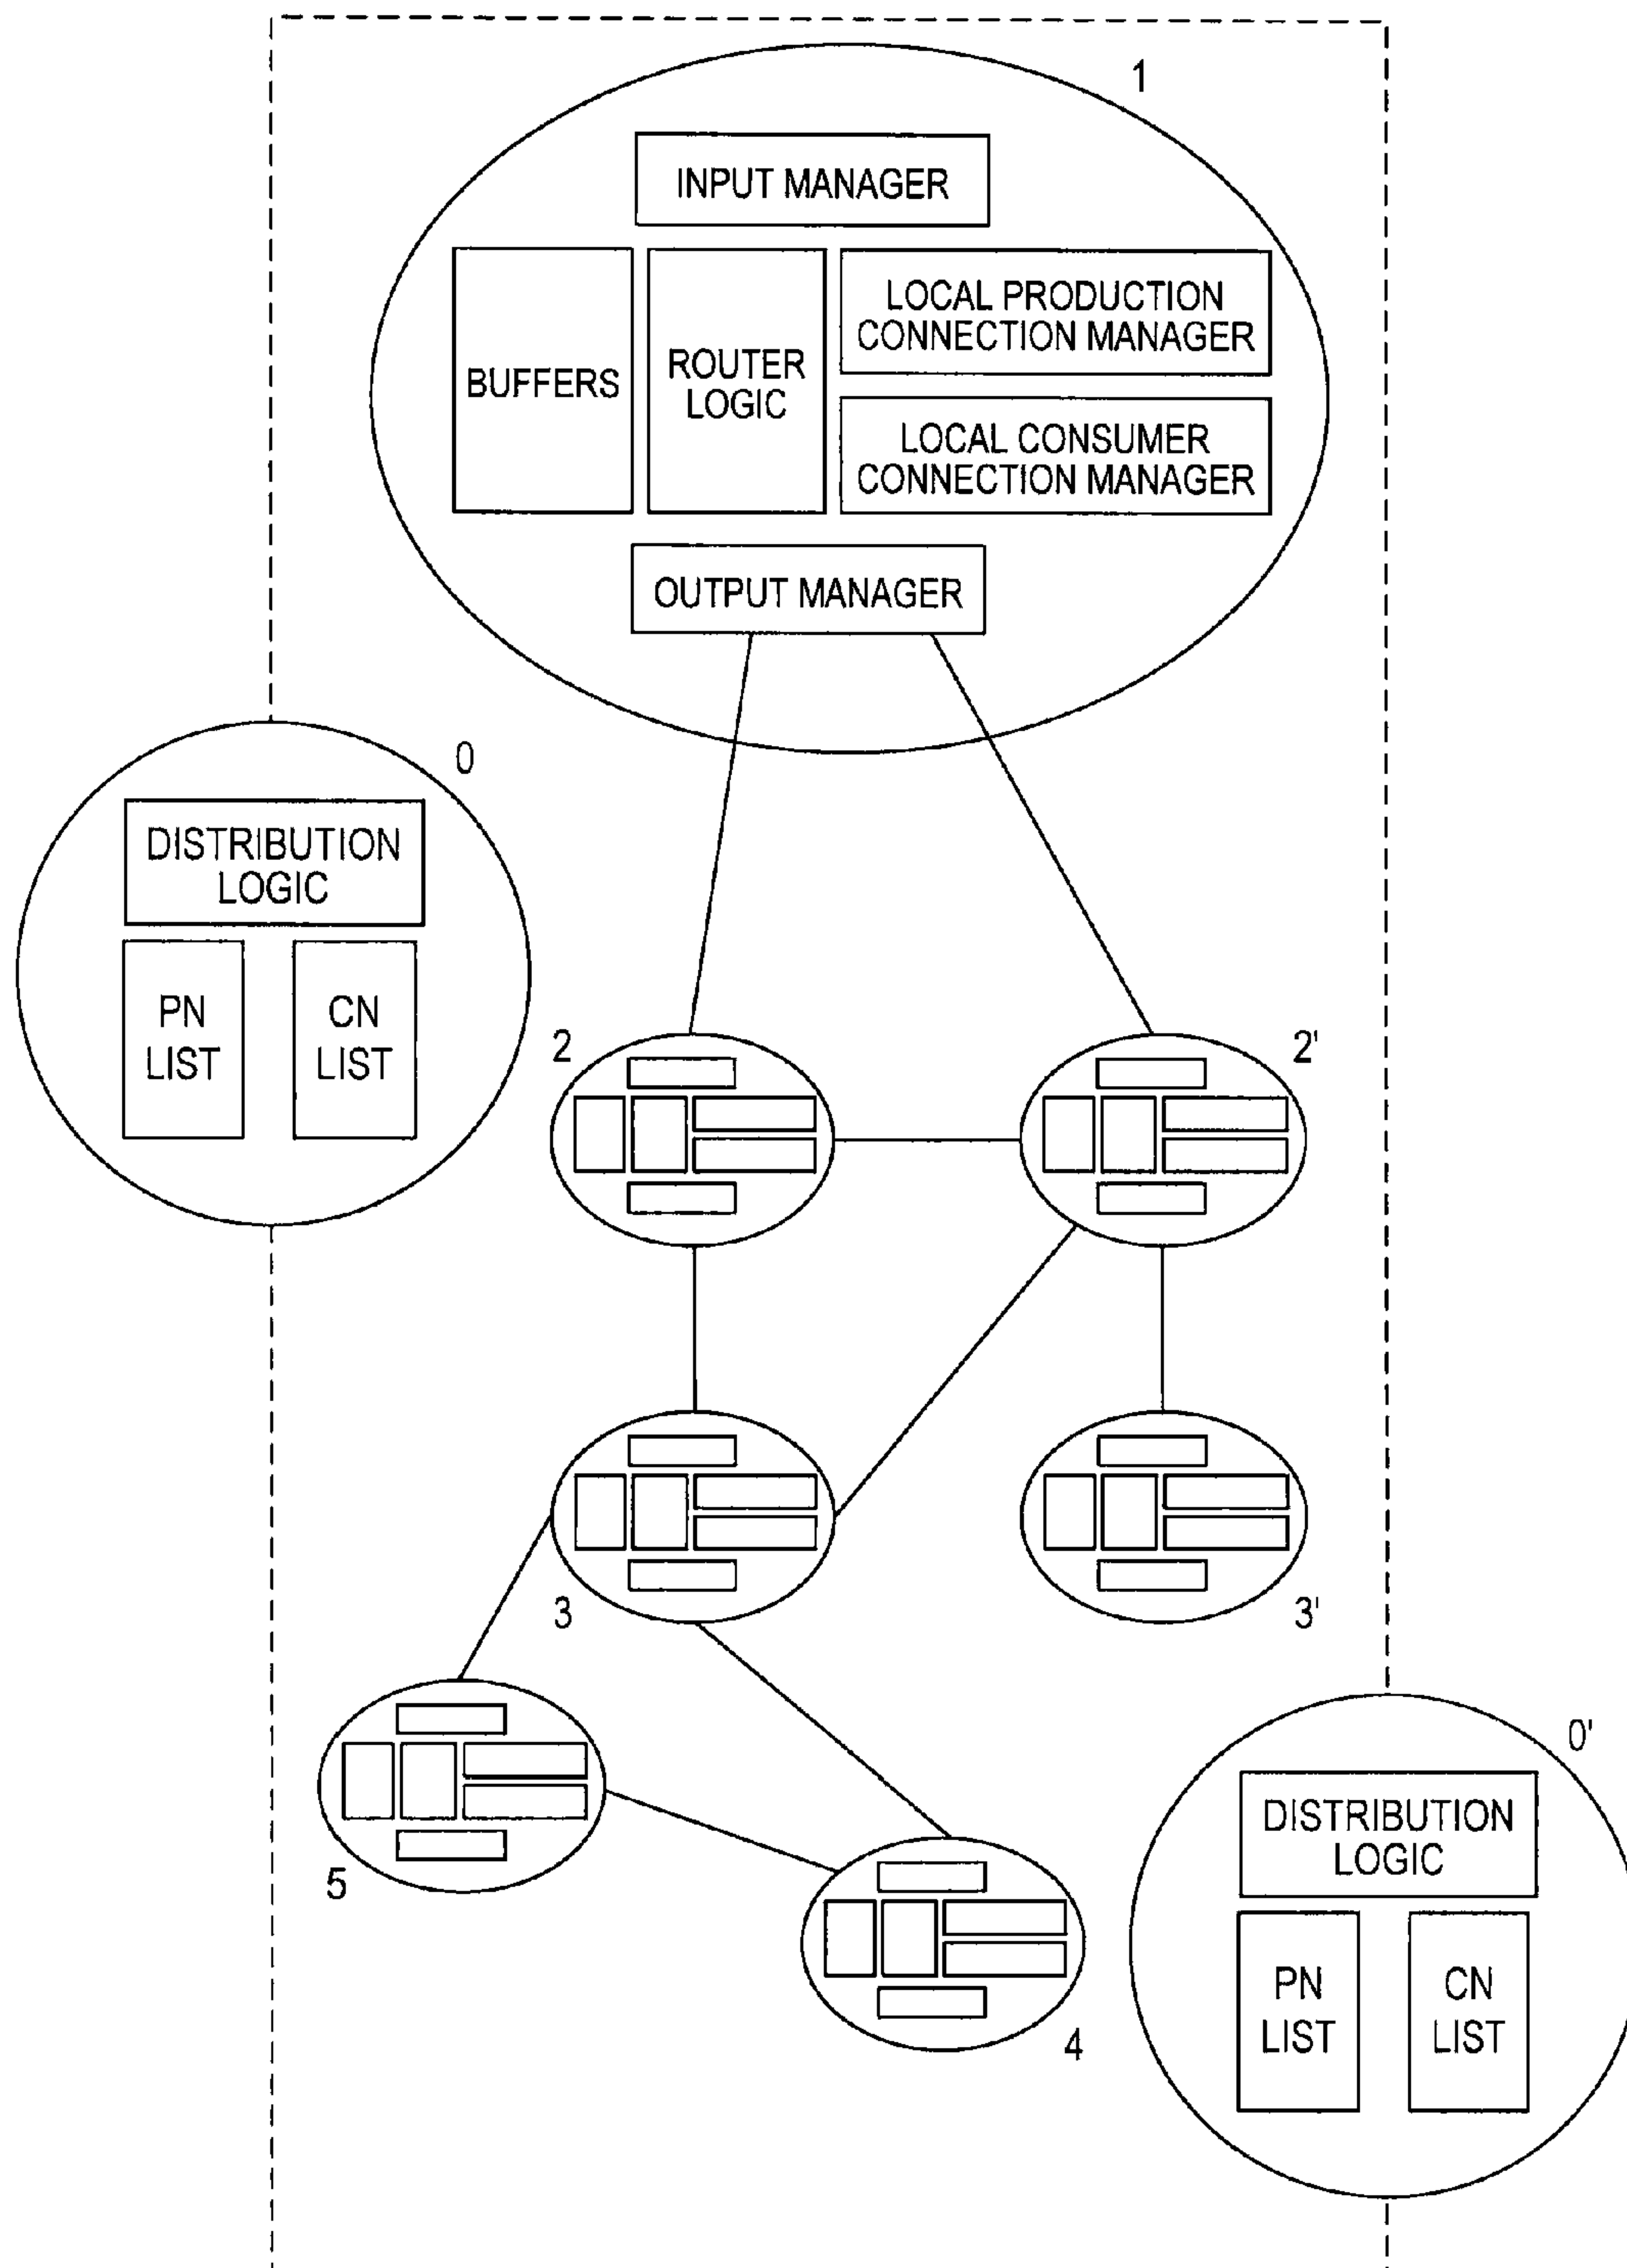 1
INPUT MANAGER
BUFFERS
ROUTER
LOGIC
LOCAL PRODUCTION
CONNECTION MANAGER
LOCAL CONSUMER
CONNECTION MANAGER
OUTPUT MANAGER
0
DISTRIBUTION
LOGIC
PN
LIST
CN
LIST
2
2'
3
3'
5
4
0'
DISTRIBUTION
LOGIC
PN
LIST
CN
LIST